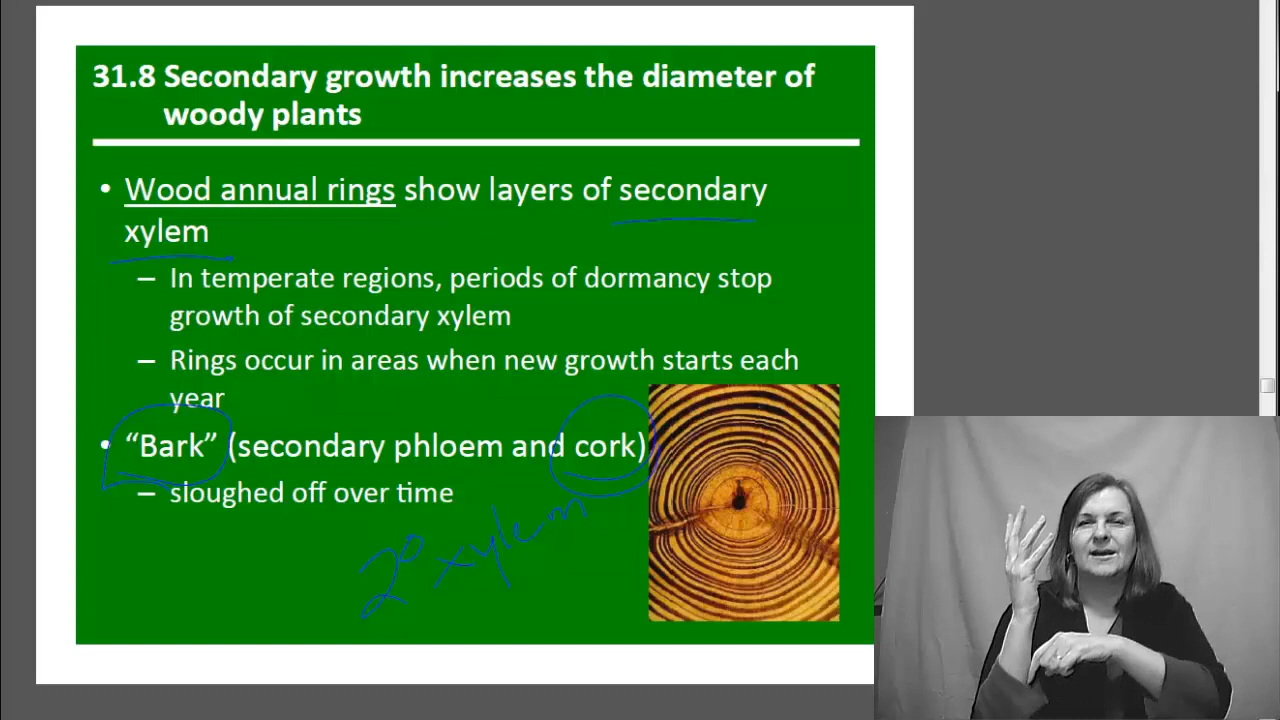 31.8 Secondary growth increases the diameter of
woody plants
• Wood annual rings show layers of secondary
xylem
– In temperate regions, periods of dormancy stop
growth of secondary xylem
– Rings occur in areas when new growth starts each
year
• “Bark” (secondary phloem and cork)
– sloughed off over time
2° xylem